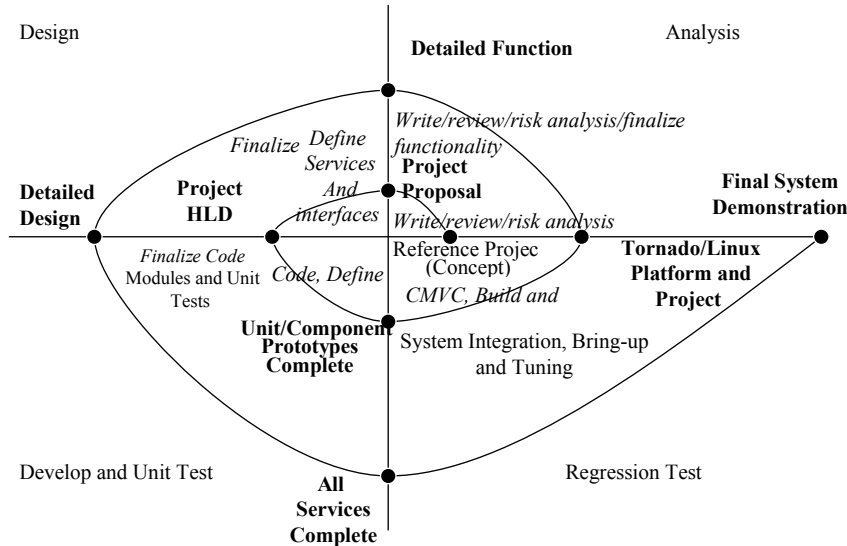 Design
Analysis
Detailed Function
Write/review/risk analysis/finalize
functionality
Finalize
Define
Services
And
interfaces
Project
Proposal
Detailed
Design
Project
HLD
Final System
Demonstration
Write/review/risk analysis
Reference Projec
(Concept)
Tornado/Linux
Platform and
Project
Finalize Code
Modules and Unit
Tests
Code, Define
CMVC, Build and
Unit/Component
Prototypes
Complete
System Integration, Bring-up
and Tuning
Develop and Unit Test
Regression Test
All
Services
Complete